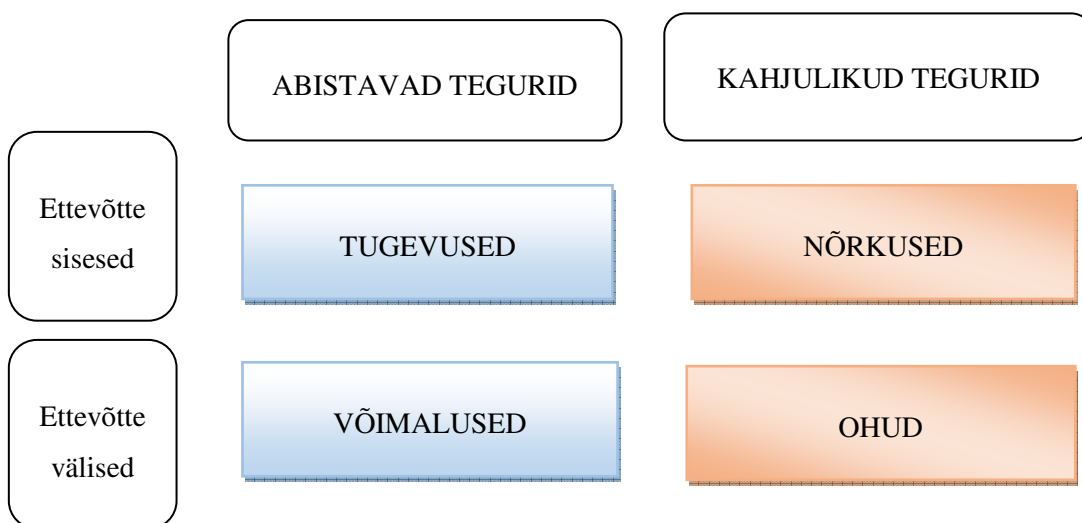 ABISTAVAD TEGURID
KAHJULIKUD TEGURID
Ettevõtte
sisesed
TUGEVUSED
NÕRKUSED
Ettevõtte
välised
VÕIMALUSED
OHUD